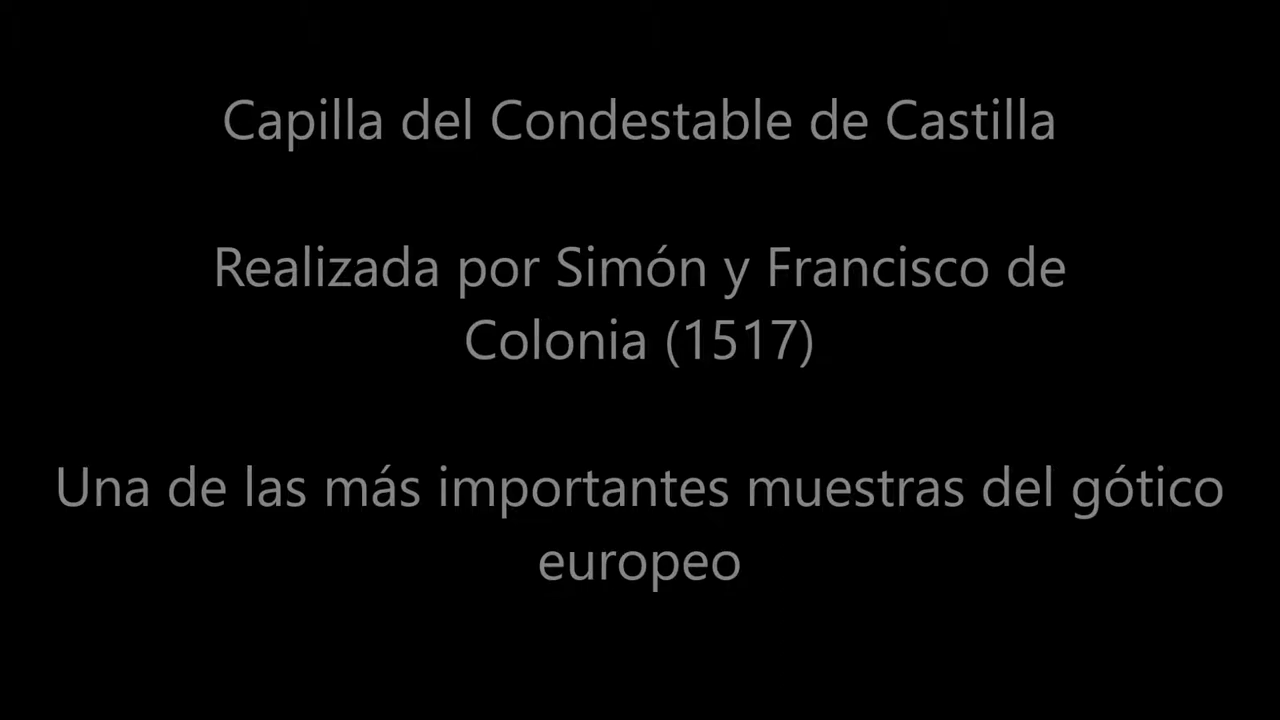 Capilla del Condestable de Castilla
Realizada por Simón y Francisco de
Colonia (1517)
Una de las más importantes muestras del gótico
europeo